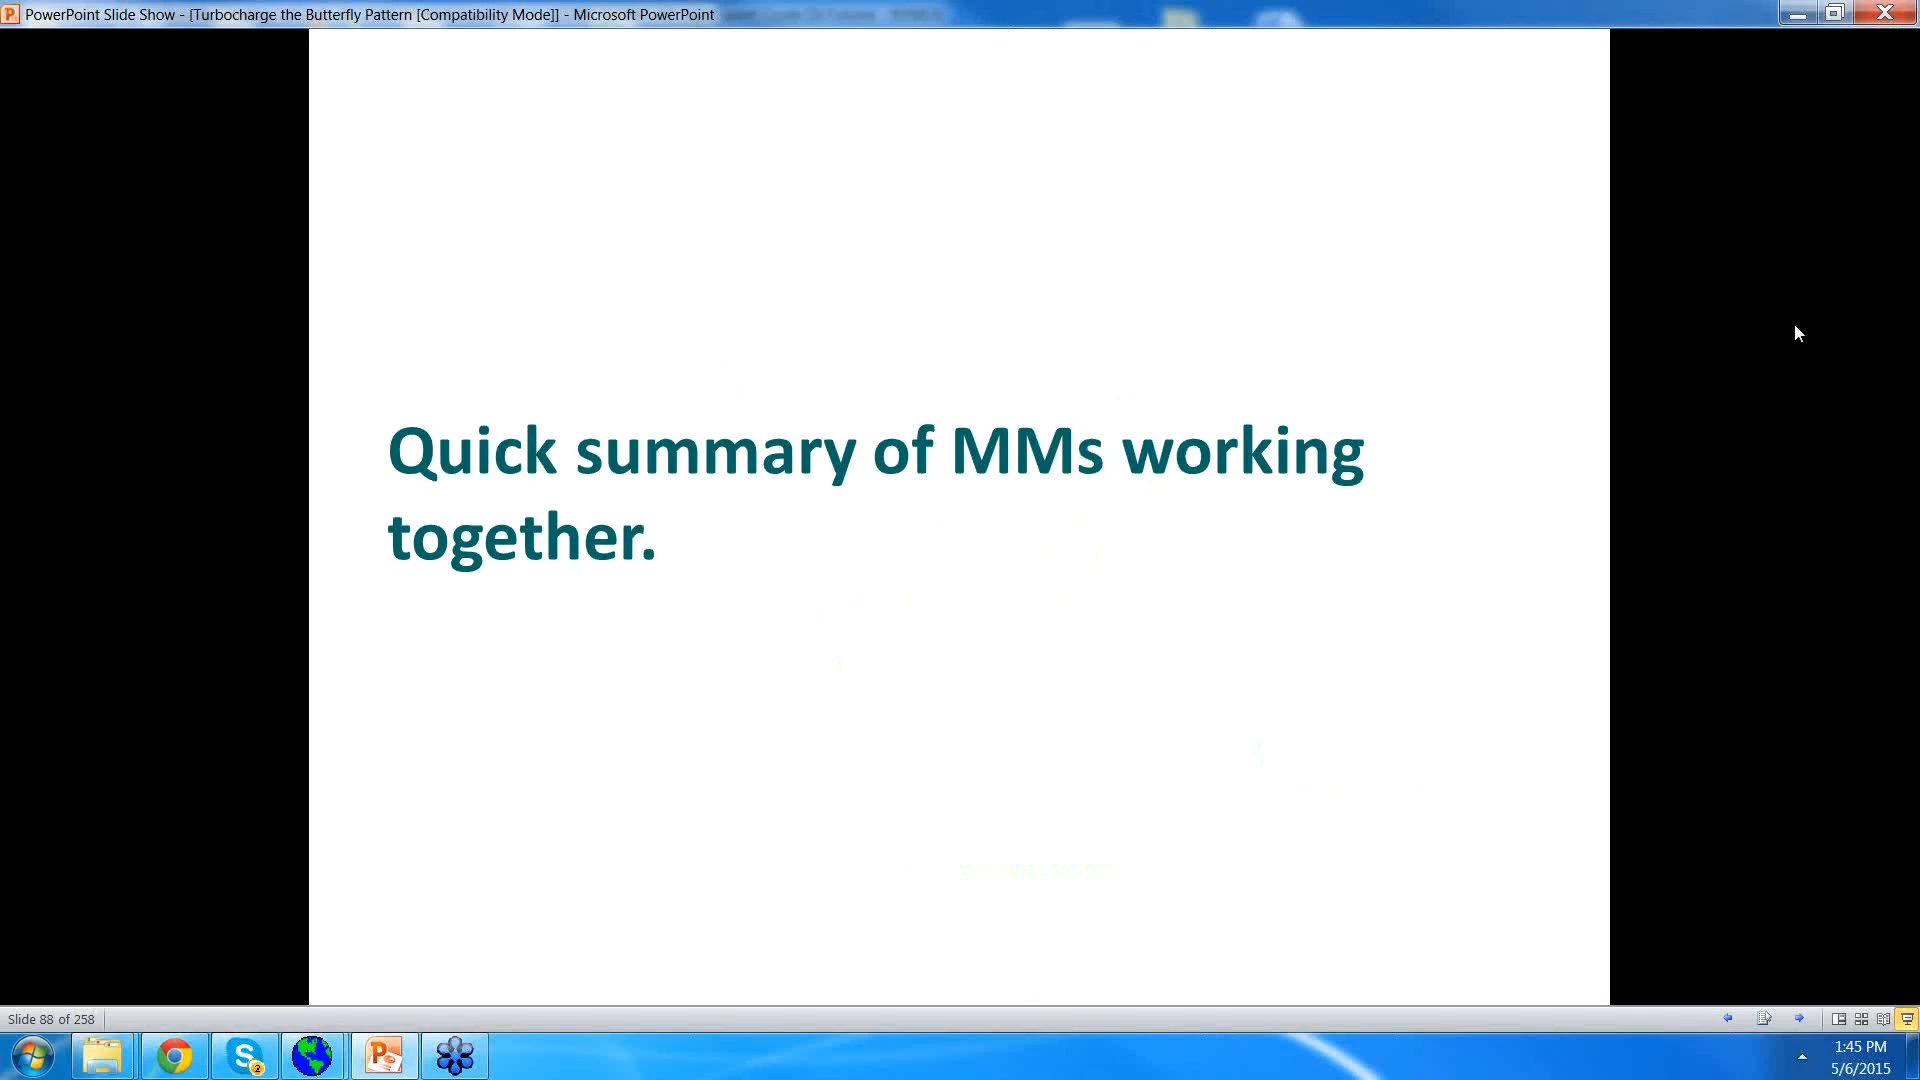 PowerPoint Slide Show - [Turbocharge the Butterfly Pattern [Compatibility Mode]] - Microsoft PowerPoint
Quick summary of MMs working
together.
Slide 88 of 258
2
1:45 PM
5/6/2015